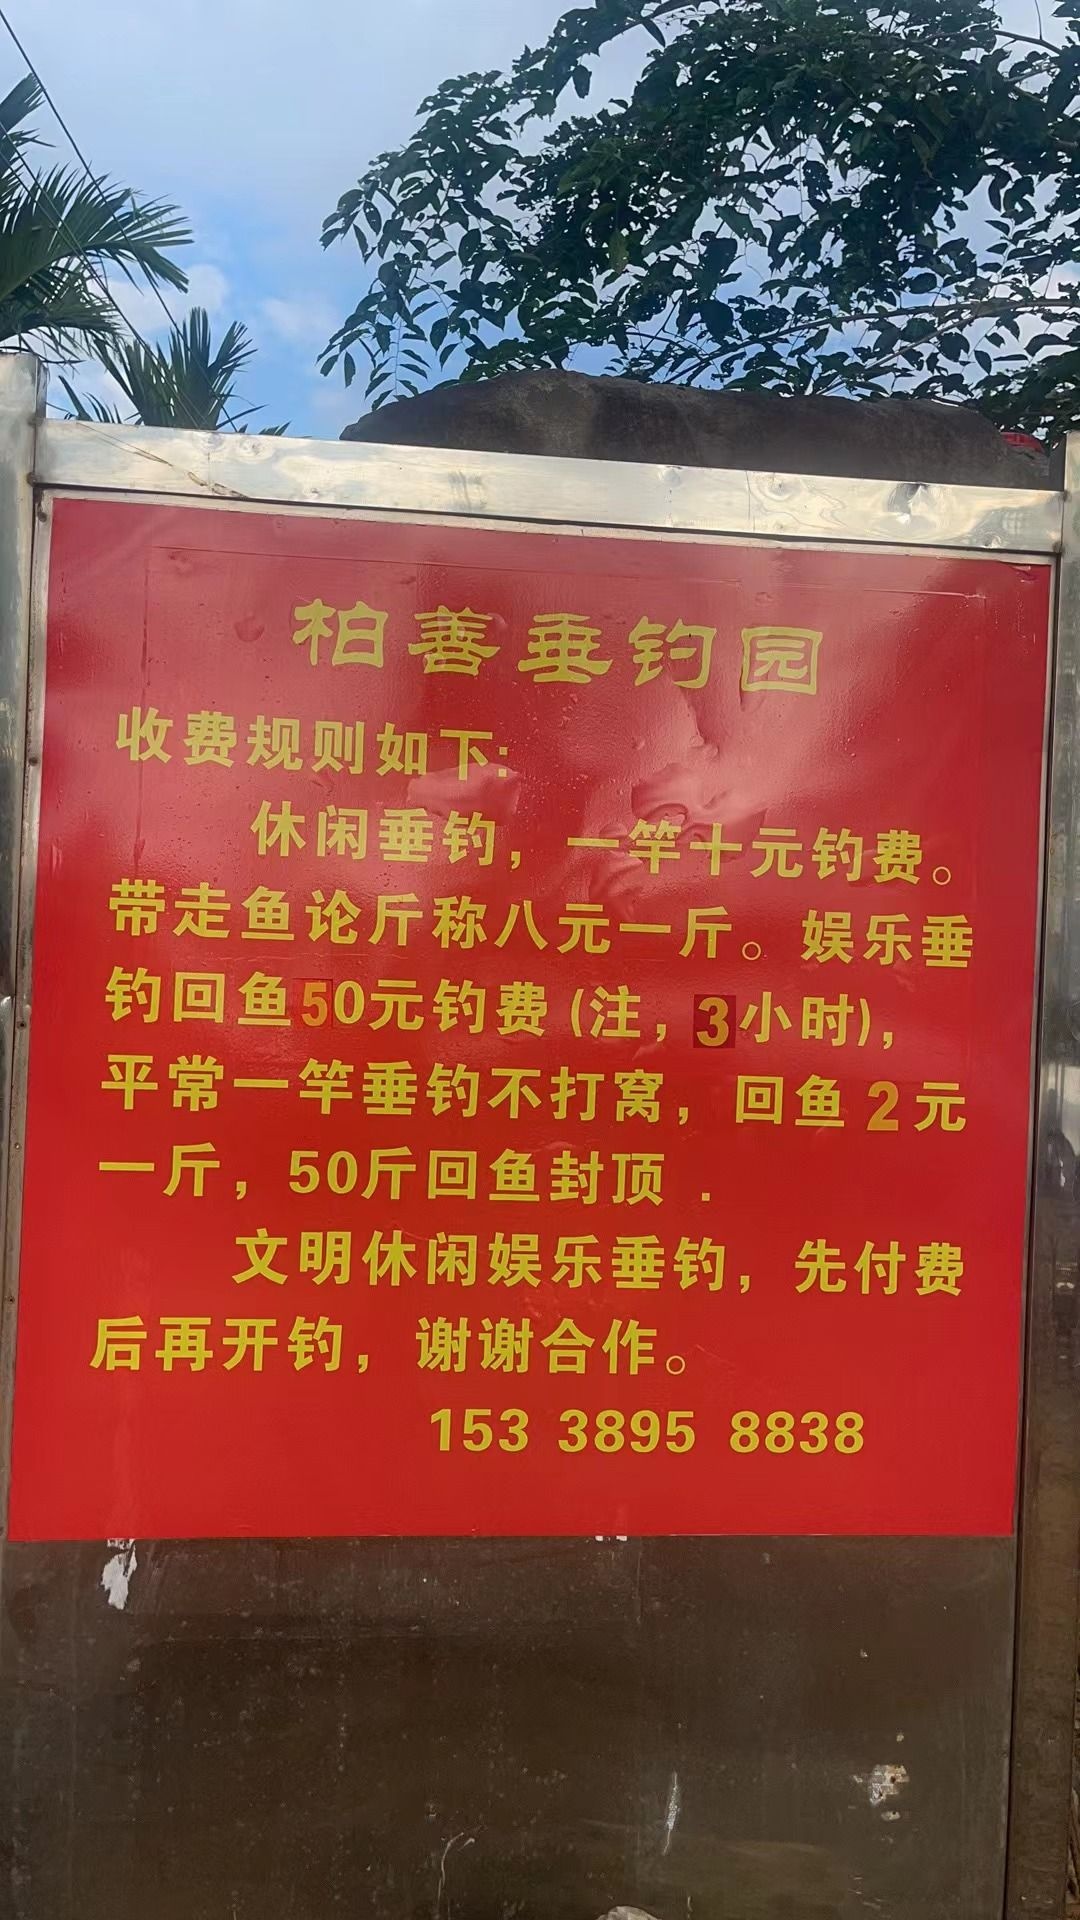 柏善垂钓园
收费规则如下:
休闲垂钓，一竿十元钓费。
带走鱼论斤称八元一斤。娱乐垂
钓回鱼50元钓费(注，3小时)，
平常一竿垂钓不打窝，回鱼2元
一斤，50斤回鱼封顶．
文明休闲娱乐垂钓，先付费
后再开钓，谢谢合作。
153 3895 8838